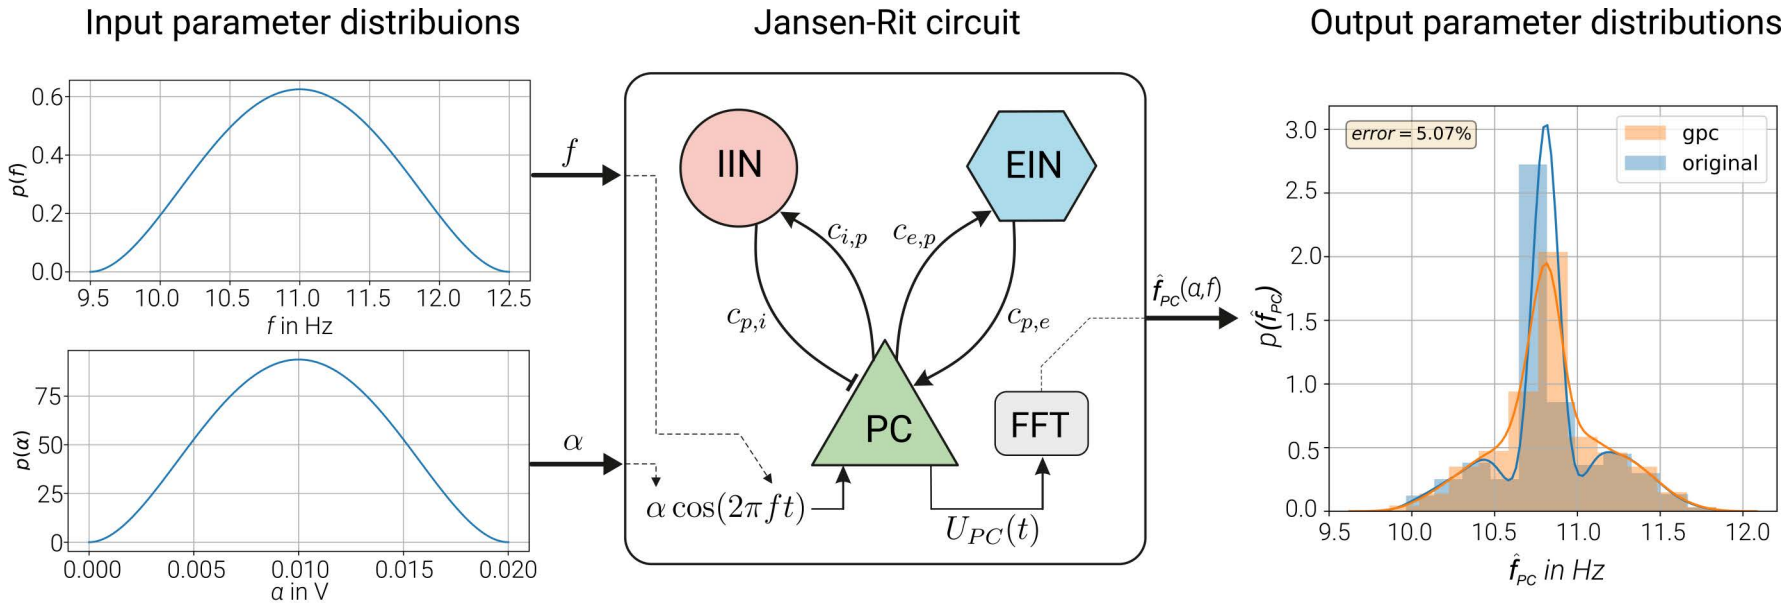 Input parameter distribuions
Jansen-Rit circuit
Output parameter distributions
p(f)
0.6
0.4
0.2
0.0
9.5 10.0 10.5 11.0 11.5 12.0 12.5
f in Hz
f
p(α)
75
50
25
0
0.000 0.005 0.010 0.015 0.020
α in V
α
IIN
EIN
c_{i,p}
c_{e,p}
c_{p,i}
c_{p,e}
PC
FFT
α cos(2πft)
U_{PC}(t)
f̂_{PC}(α,f)
p(f̂_{PC})
3.0
2.5
2.0
1.5
1.0
0.5
0.0
error = 5.07%
gpc
original
9.5 10.0 10.5 11.0 11.5 12.0
f̂_{PC} in Hz